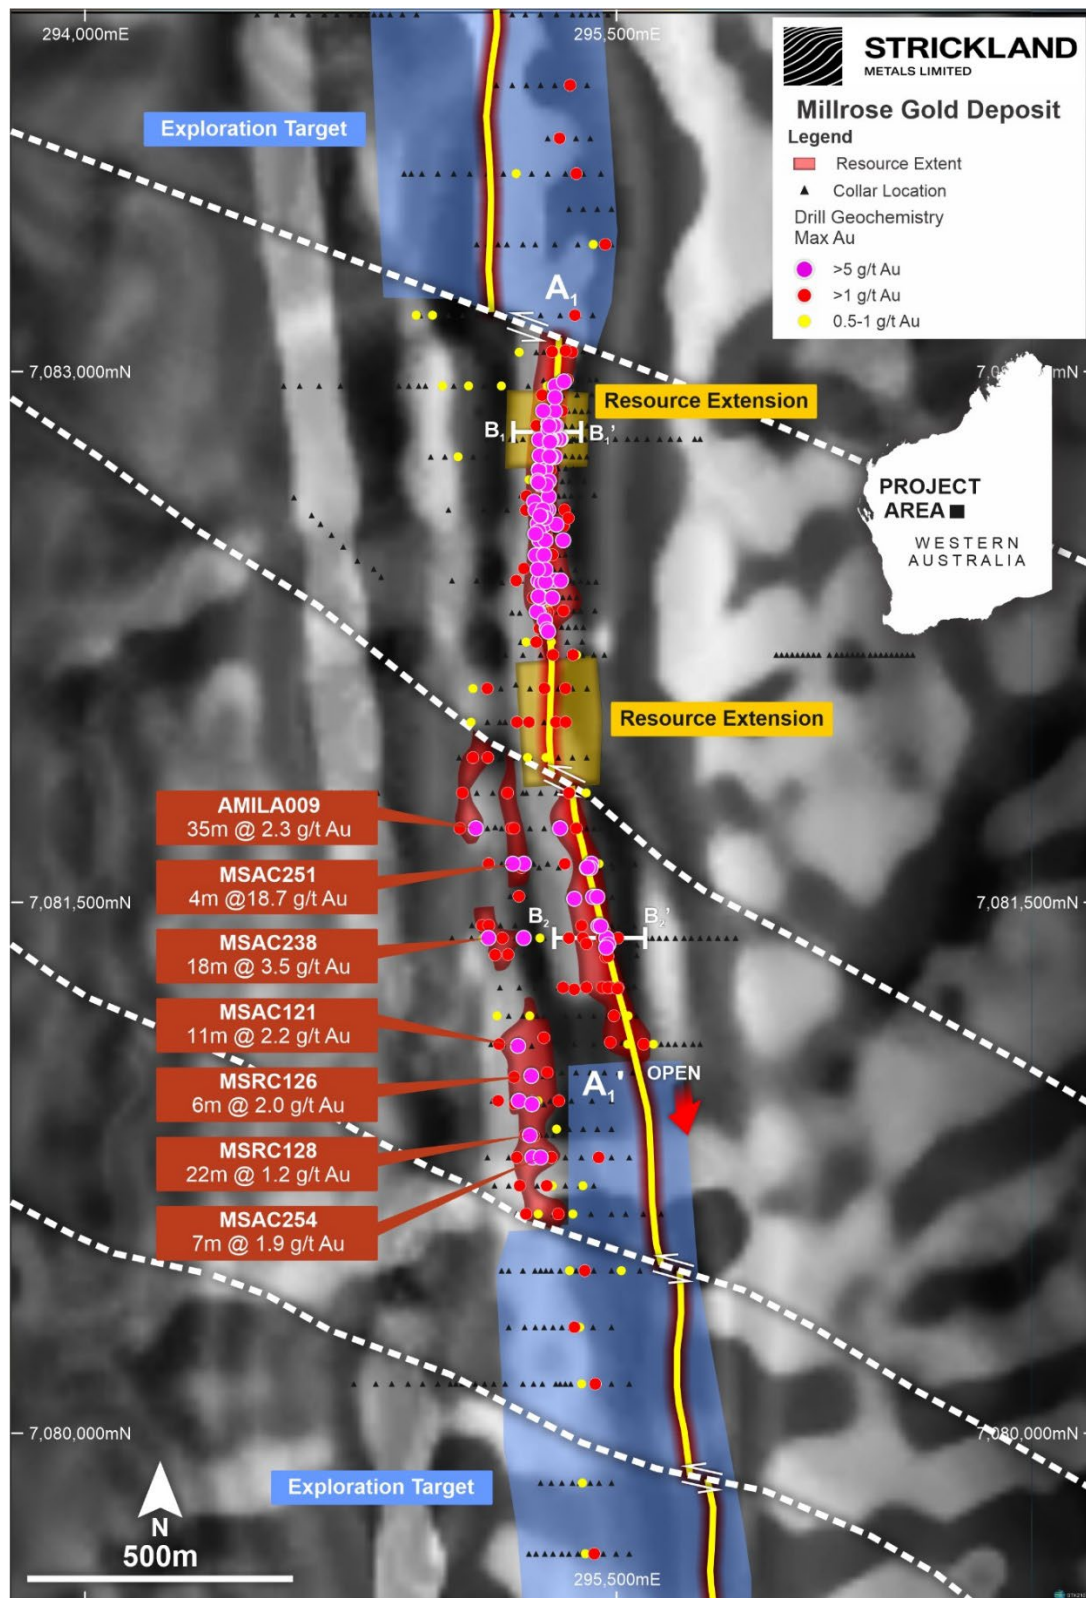 294,000mE
295,500mE
STRICKLAND
METALS LIMITED
Millrose Gold Deposit
Legend
Resource Extent
Collar Location
Drill Geochemistry
Max Au
>5 g/t Au
>1 g/t Au
0.5-1 g/t Au
Exploration Target
A1
7,083,000mN
Resource Extension
B1
B1'
PROJECT
AREA
WESTERN
AUSTRALIA
Resource Extension
AMILA009
35m @ 2.3 g/t Au
MSAC251
4m @18.7 g/t Au
7,081,500mN
7,081,500mN
B2
B2'
MSAC238
18m @ 3.5 g/t Au
MSAC121
11m @ 2.2 g/t Au
A1'
OPEN
MSRC126
6m @ 2.0 g/t Au
MSRC128
22m @ 1.2 g/t Au
MSAC254
7m @ 1.9 g/t Au
7,080,000mN
7,080,000mN
Exploration Target
N
500m
295,500mE